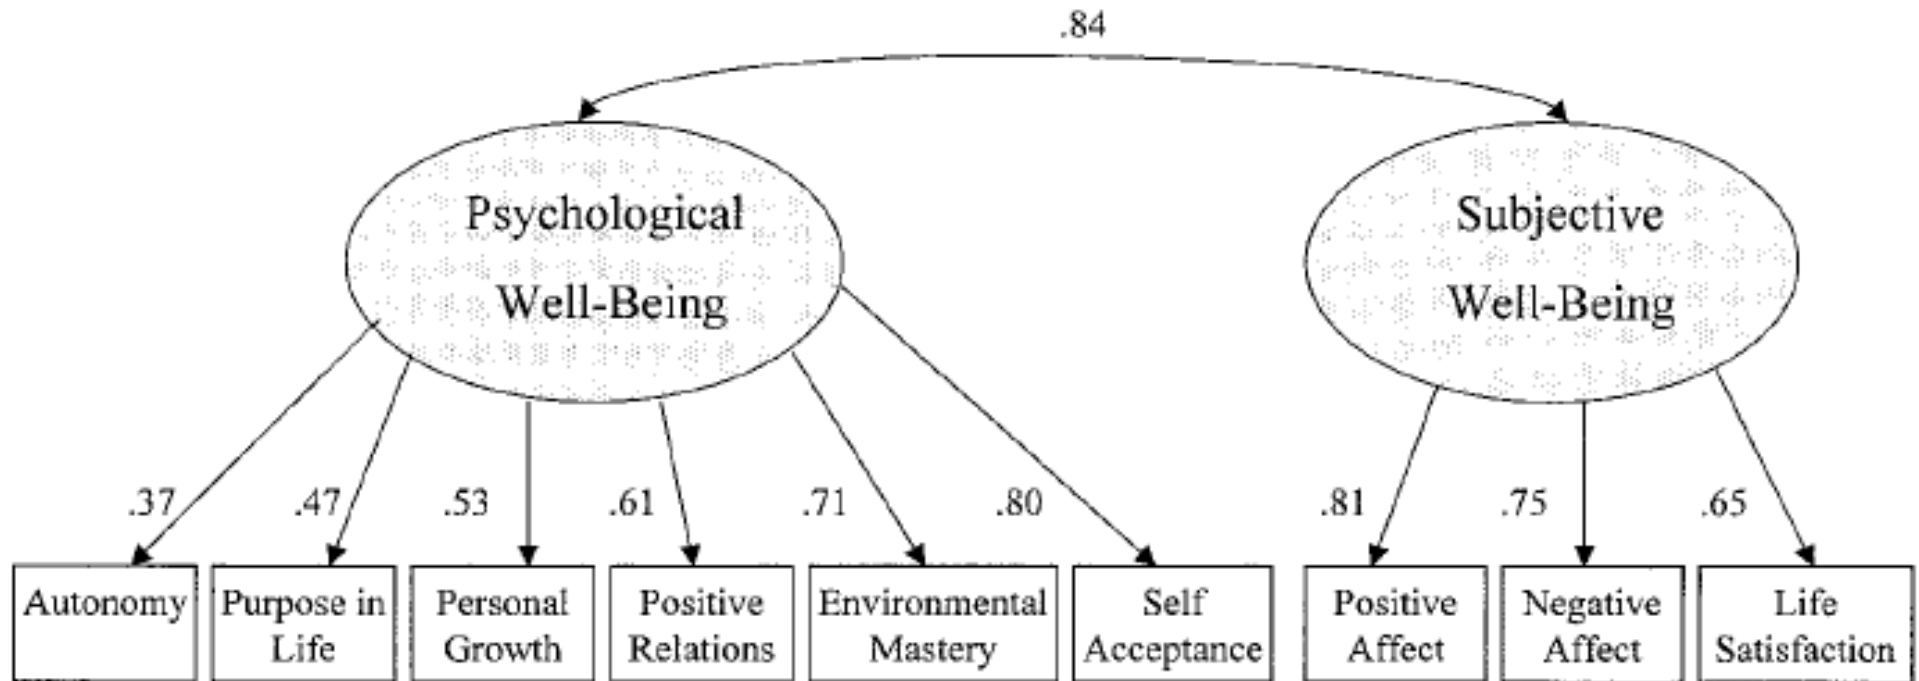 .84
Psychological
Well-Being
Subjective
Well-Being
.37
.47
.53
.61
.71
.80
.81
.75
.65
Autonomy
Purpose in
Life
Personal
Growth
Positive
Relations
Environmental
Mastery
Self
Acceptance
Positive
Affect
Negative
Affect
Life
Satisfaction